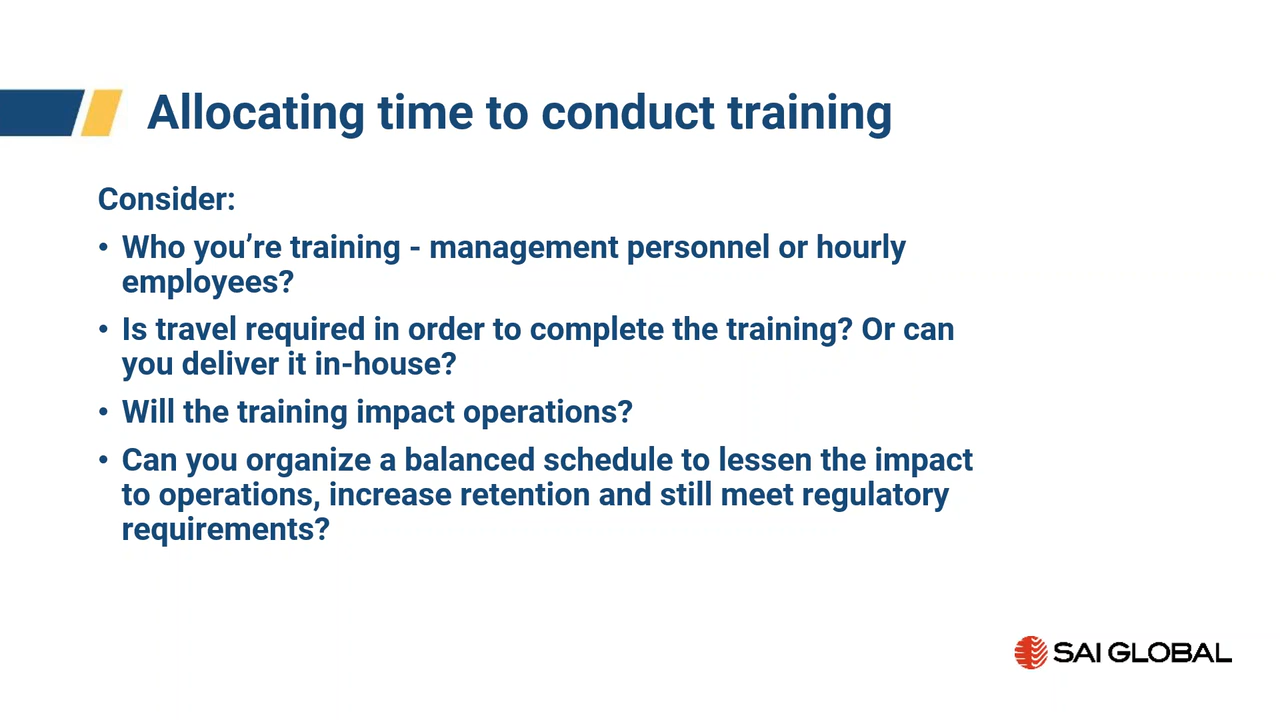 Allocating time to conduct training
Consider:
• Who you’re training - management personnel or hourly
employees?
• Is travel required in order to complete the training? Or can
you deliver it in-house?
• Will the training impact operations?
• Can you organize a balanced schedule to lessen the impact
to operations, increase retention and still meet regulatory
requirements?
SAI GLOBAL